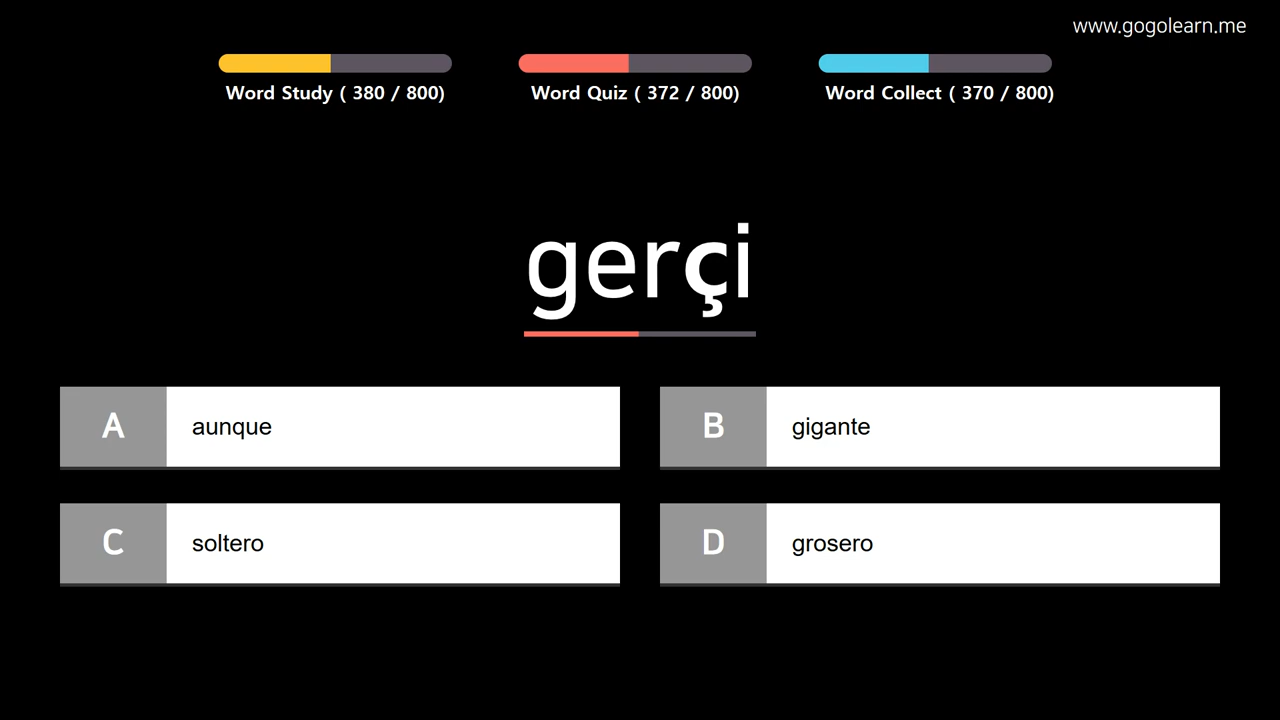 www.gogolearn.me
Word Study ( 380 / 800)
Word Quiz ( 372 / 800)
Word Collect ( 370 / 800)
gerçi
A aunque
B gigante
C soltero
D grosero